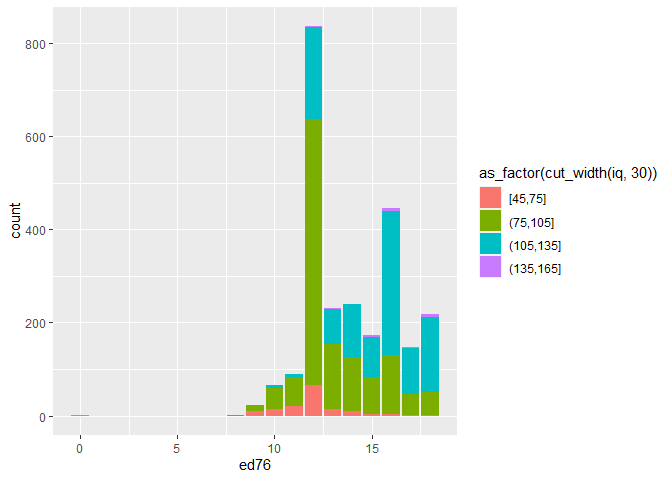 800
600
400
200
0
count
0 5 10 15
ed76
as_factor(cut_width(iq, 30))
[45,75]
(75,105]
(105,135]
(135,165]